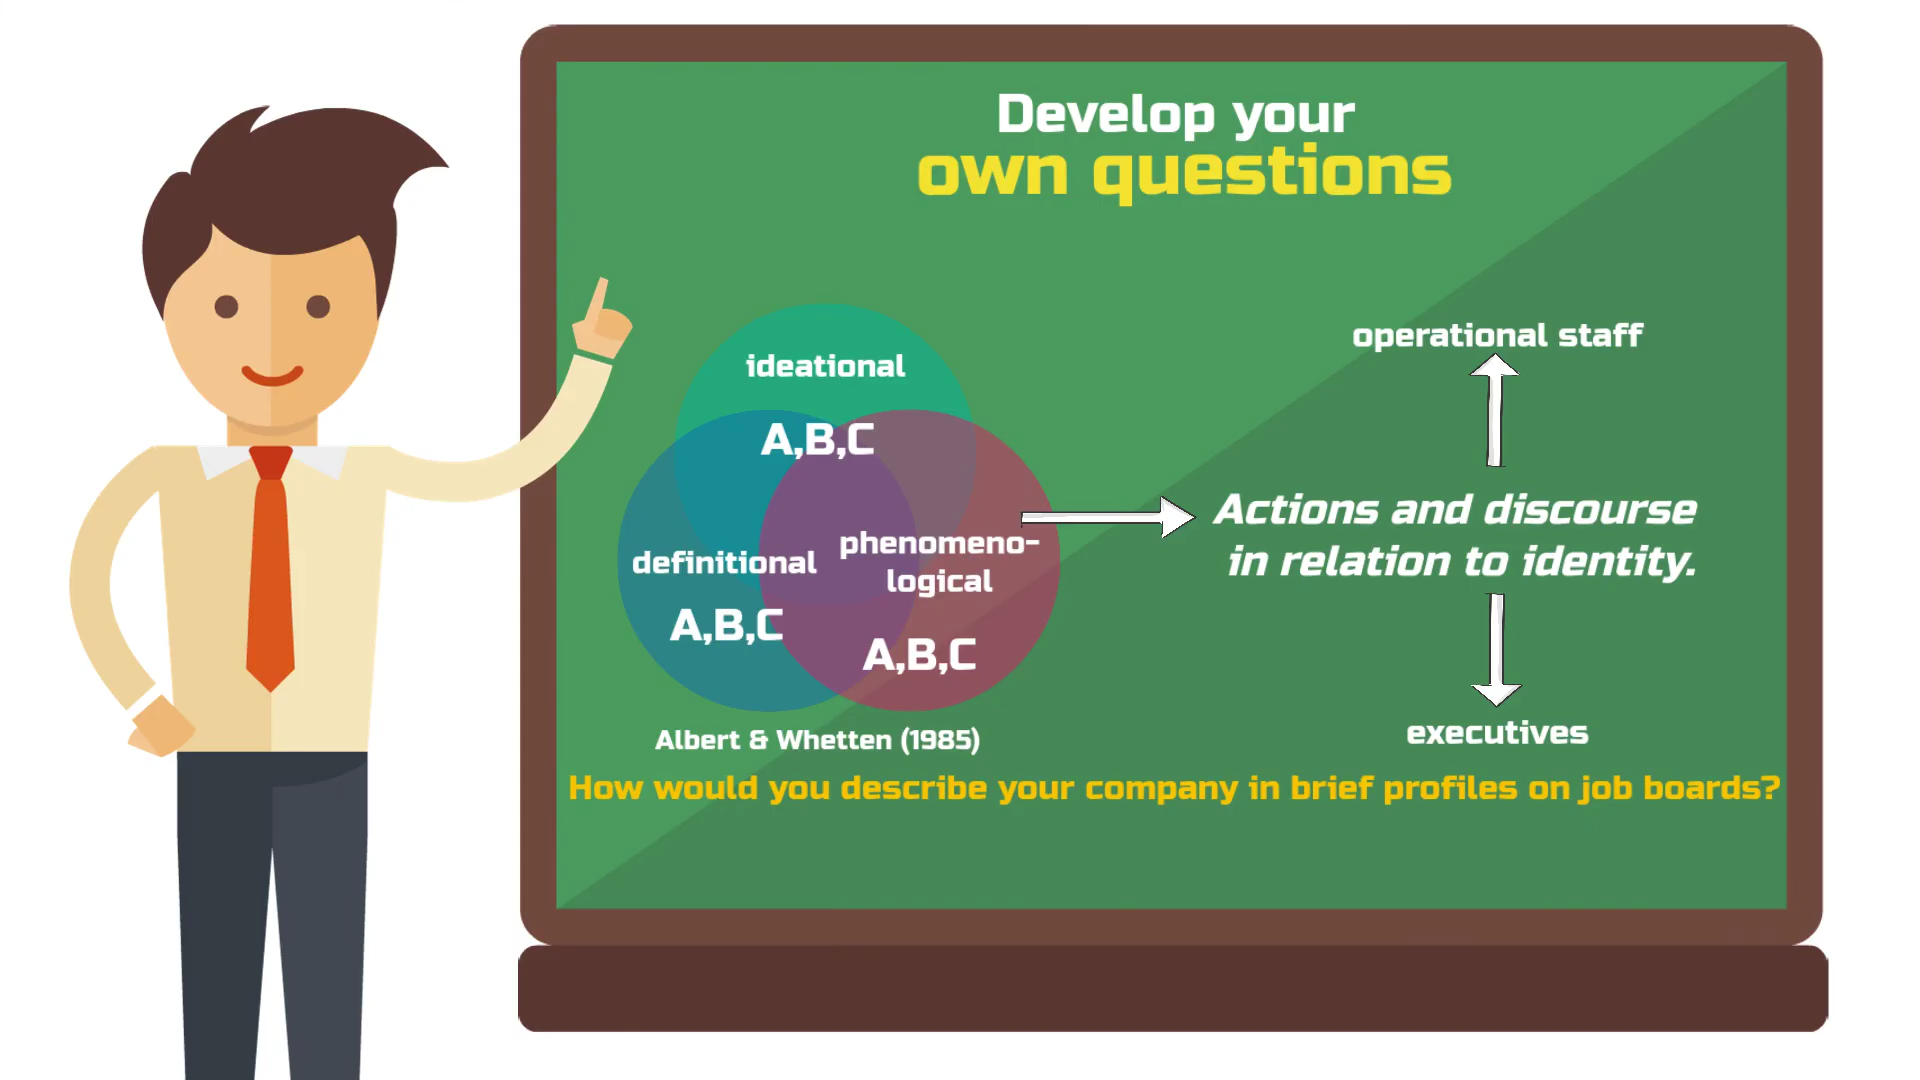 Develop your
own questions
ideational
A,B,C
definitional
A,B,C
phenomeno-
logical
A,B,C
Albert & Whetten (1985)
operational staff
Actions and discourse
in relation to identity.
executives
How would you describe your company in brief profiles on job boards?